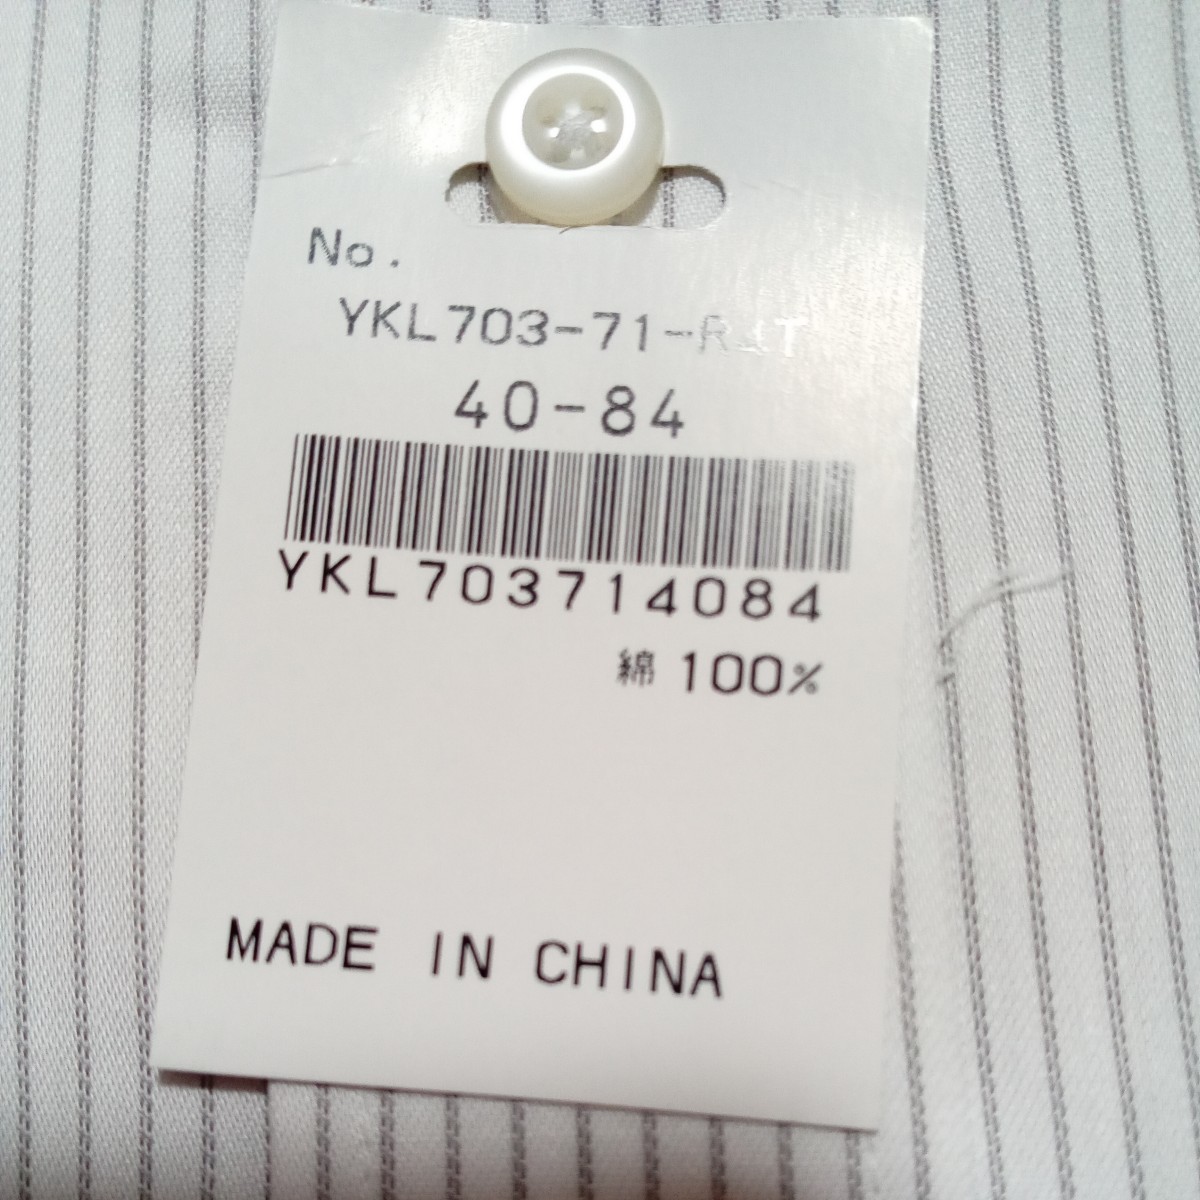 No.
YKL703-71-
40-84
YKL703714084
綿 100%
MADE IN CHINA